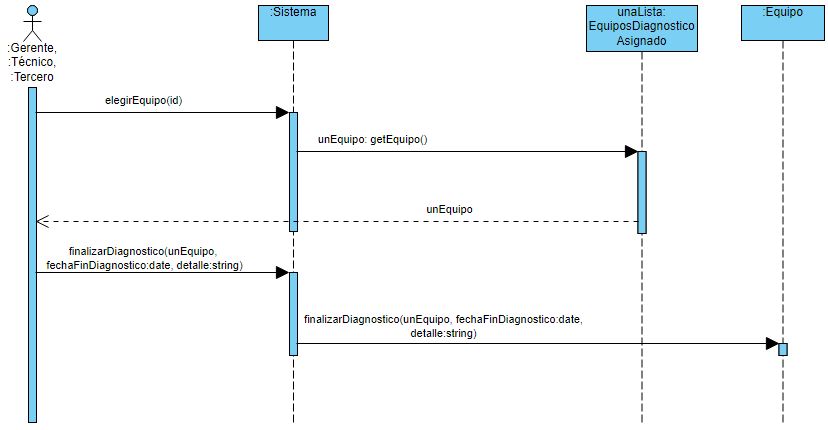 :Sistema
unaLista:
EquiposDiagnostico
Asignado
:Equipo
:Gerente,
:Técnico,
:Tercero
elegirEquipo(id)
unEquipo: getEquipo()
unEquipo
finalizarDiagnostico(unEquipo,
fechaFinDiagnostico:date, detalle:string)
finalizarDiagnostico(unEquipo, fechaFinDiagnostico:date,
detalle:string)